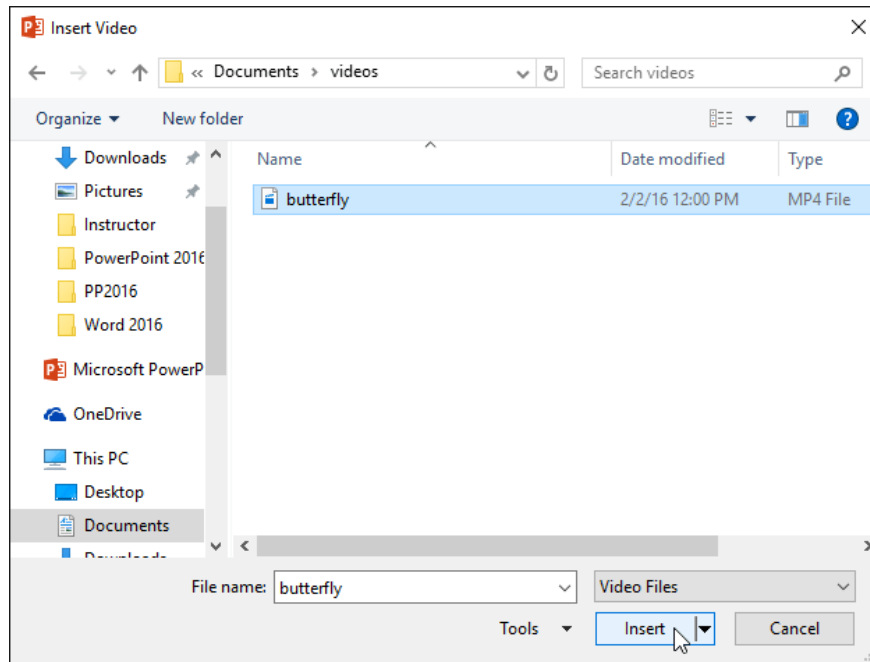 Insert Video
« Documents > videos
Search videos
Organize
New folder
Name
Date modified
Type
butterfly
2/2/16 12:00 PM
MP4 File
Downloads
Pictures
Instructor
PowerPoint 2016
PP2016
Word 2016
Microsoft PowerP
OneDrive
This PC
Desktop
Documents
Downloads
File name:
butterfly
Video Files
Tools
Insert
Cancel